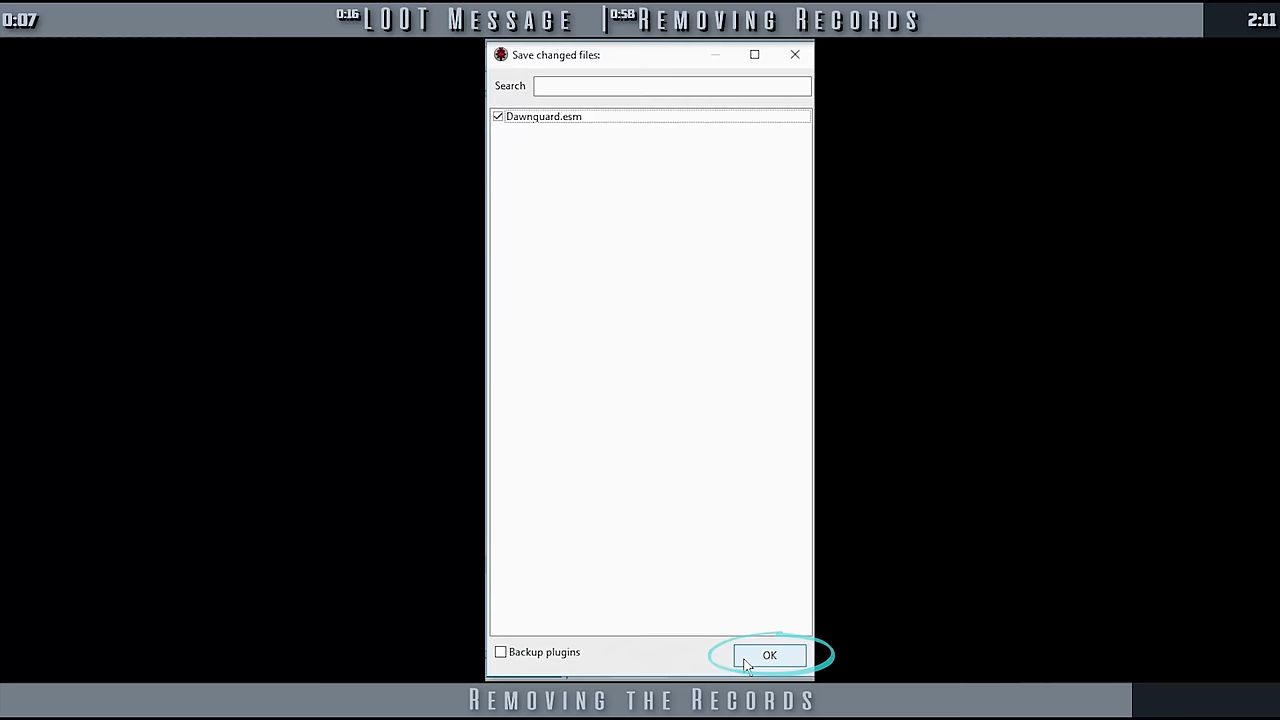 0:07 0:16 LOOT Message | 0:58 Removing Records 2:11
Save changed files:
Search
Dawnguard.esm
Backup plugins
OK
Removing the Records